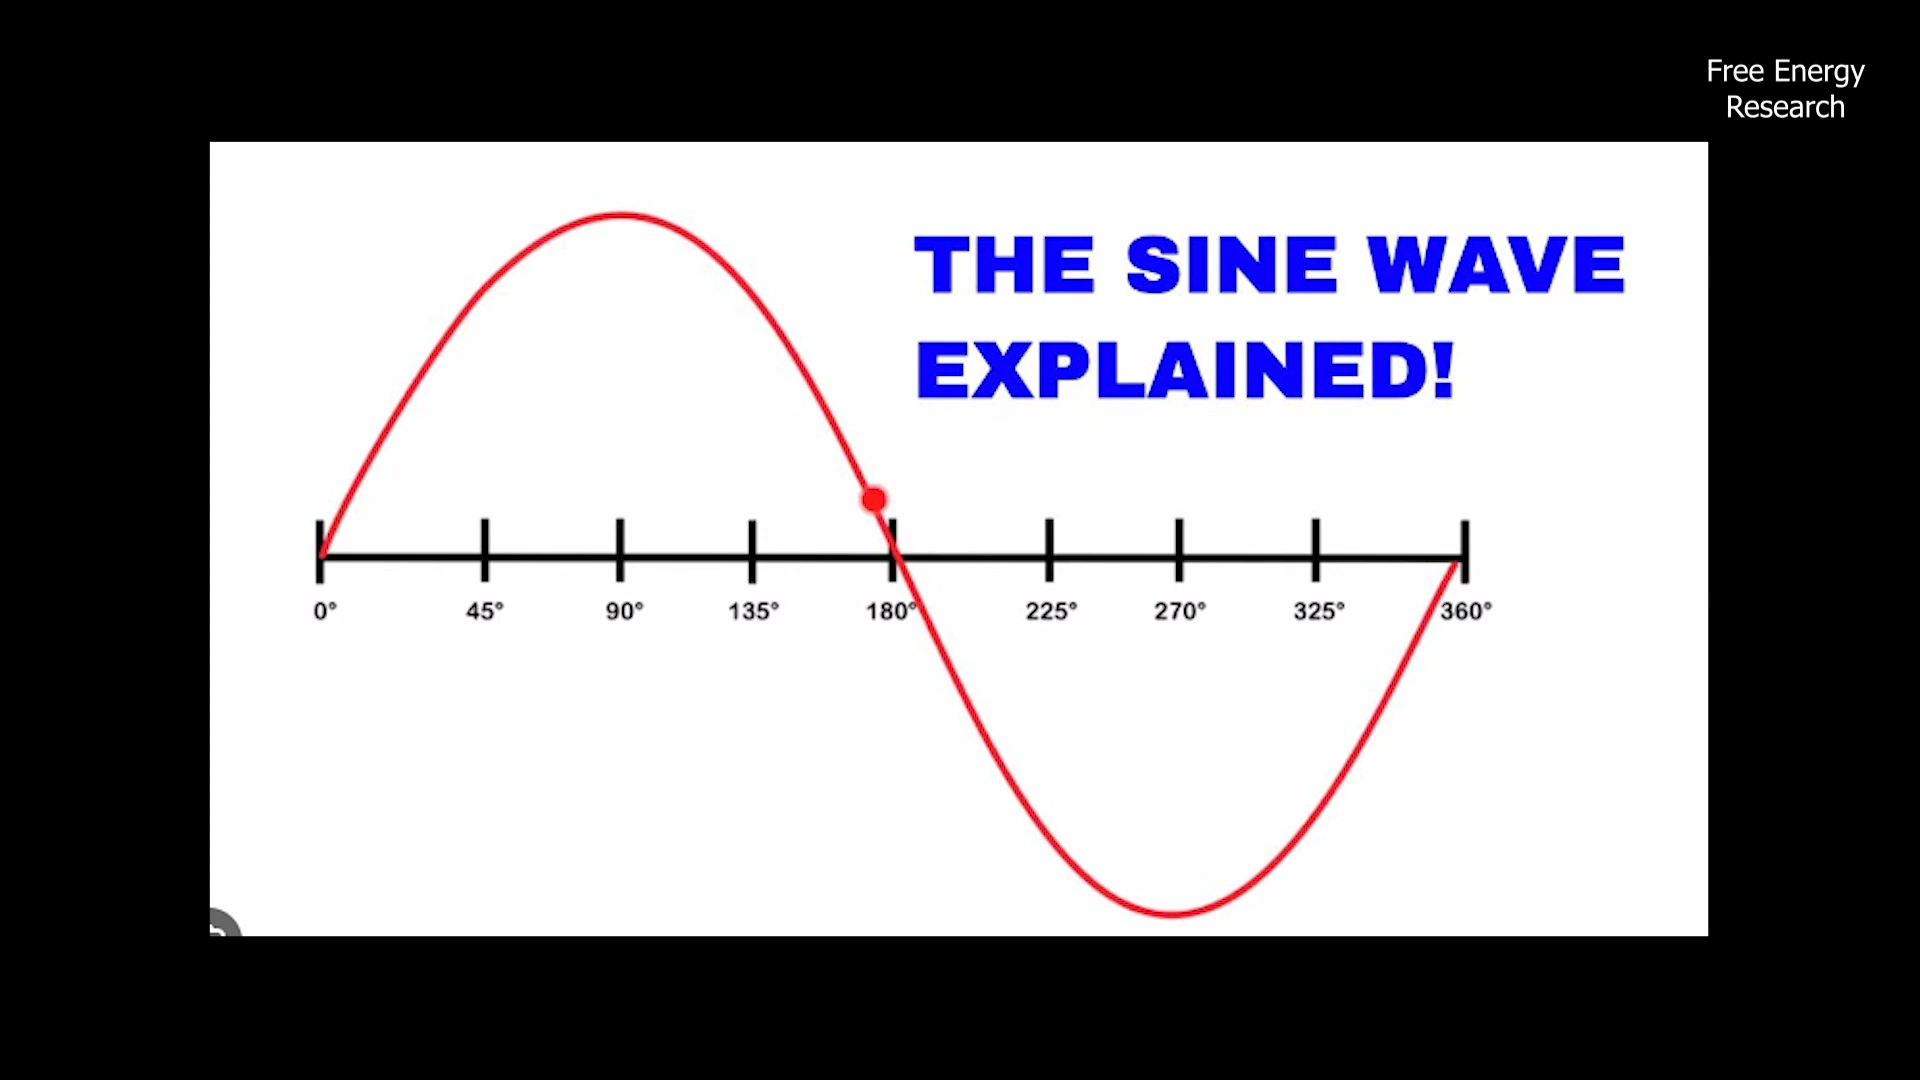 Free Energy
Research
THE SINE WAVE
EXPLAINED!
0° 45° 90° 135° 180° 225° 270° 325° 360°